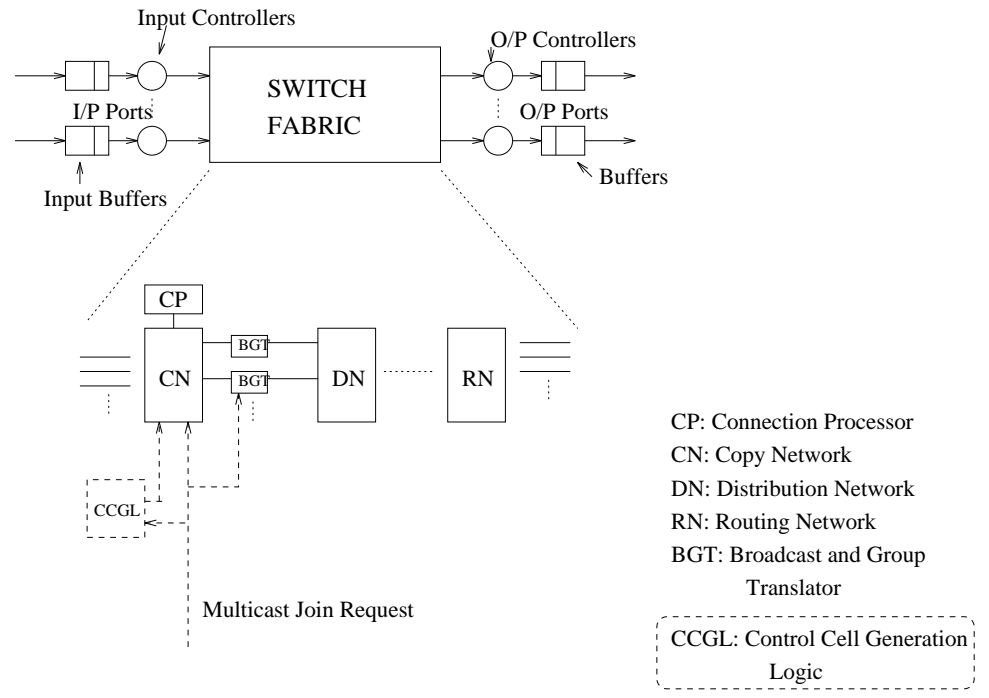 Input Controllers
O/P Controllers
SWITCH
FABRIC
I/P Ports
O/P Ports
Input Buffers
Buffers
CP
BGT
CN
BGT
DN
RN
CCGL
Multicast Join Request
CP: Connection Processor
CN: Copy Network
DN: Distribution Network
RN: Routing Network
BGT: Broadcast and Group
Translator
CCGL: Control Cell Generation
Logic